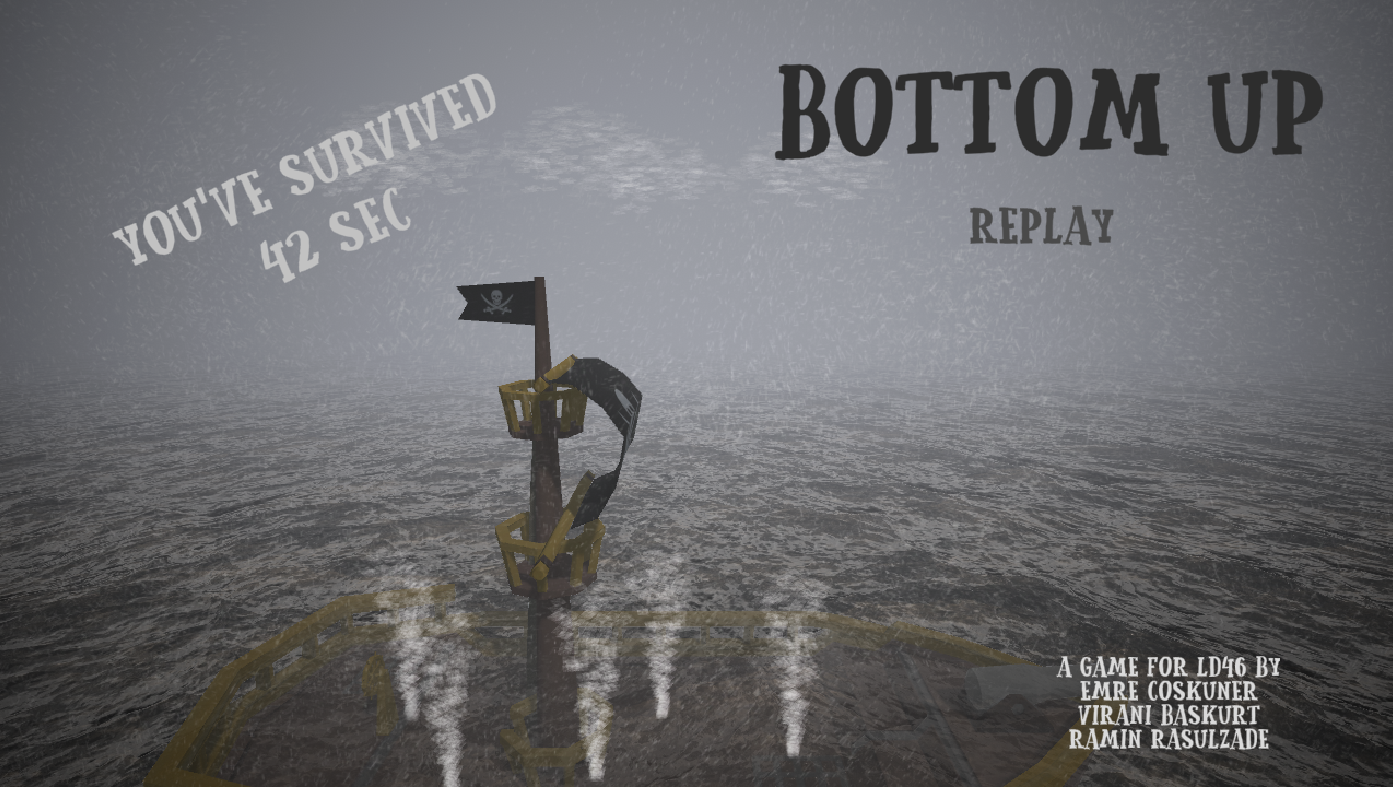 YOU'VE SURVIVED
42 SEC
BOTTOM UP
REPLAY
A GAME FOR LD46 BY
EMRE COSKUNER
VIRANI BASKURT
RAMIN RASULZADE